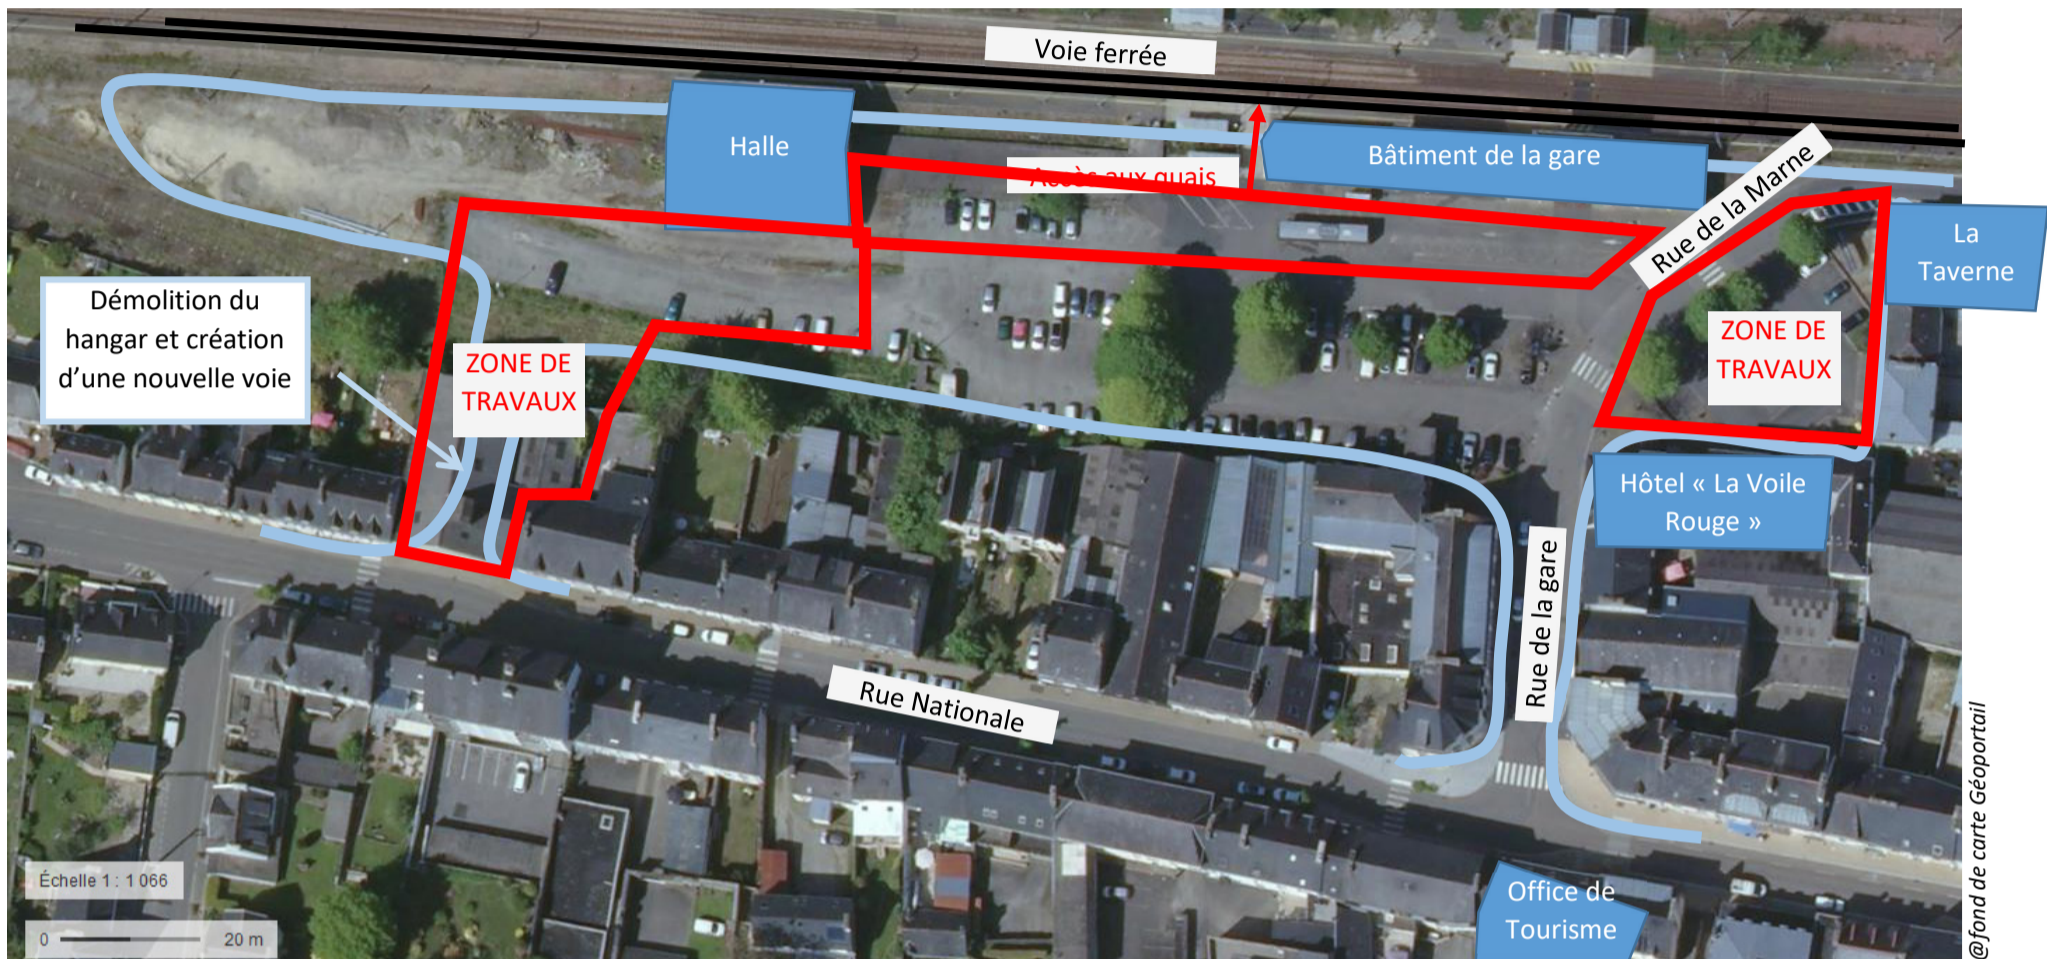 Voie ferrée
Halle
Accès aux quais
Bâtiment de la gare
Rue de la Marne
La
Taverne
Démolition du
hangar et création
d'une nouvelle voie
ZONE DE
TRAVAUX
ZONE DE
TRAVAUX
Hôtel « La Voile
Rouge »
Rue de la gare
Rue Nationale
Office de
Tourisme
Échelle 1 : 1 066
0 20 m
@fond de carte Géoportail